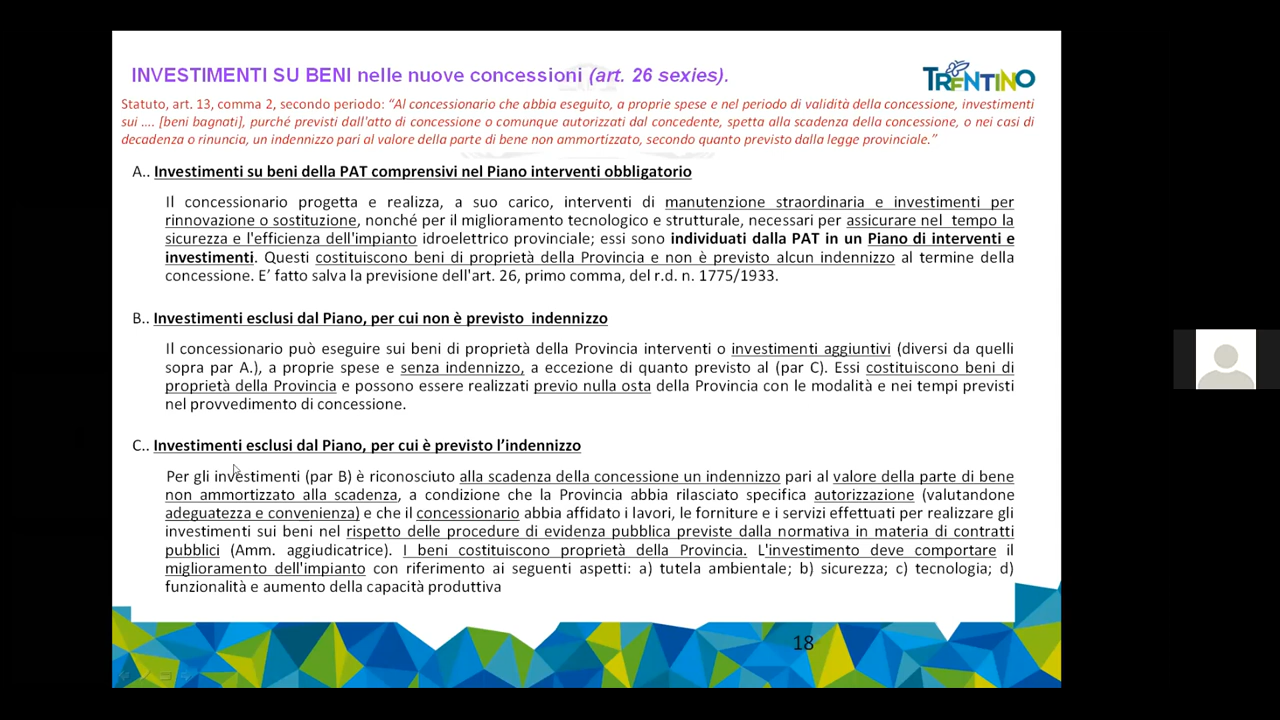 INVESTIMENTI SU BENI nelle nuove concessioni (art. 26 sexies).
TRENTINO
Statuto, art. 13, comma 2, secondo periodo: “Al concessionario che abbia eseguito, a proprie spese e nel periodo di validità della concessione, investimenti
sui .... [beni bagnati], purché previsti dall'atto di concessione o comunque autorizzati dal concedente, spetta alla scadenza della concessione, o nei casi di
decadenza o rinuncia, un indennizzo pari al valore della parte di bene non ammortizzato, secondo quanto previsto dalla legge provinciale.”
A.. Investimenti su beni della PAT comprensivi nel Piano interventi obbligatorio
Il concessionario progetta e realizza, a suo carico, interventi di manutenzione straordinaria e investimenti per
rinnovazione o sostituzione, nonché per il miglioramento tecnologico e strutturale, necessari per assicurare nel tempo la
sicurezza e l'efficienza dell'impianto idroelettrico provinciale; essi sono individuati dalla PAT in un Piano di interventi e
investimenti. Questi costituiscono beni di proprietà della Provincia e non è previsto alcun indennizzo al termine della
concessione. E’ fatto salva la previsione dell'art. 26, primo comma, del r.d. n. 1775/1933.
B.. Investimenti esclusi dal Piano, per cui non è previsto indennizzo
Il concessionario può eseguire sui beni di proprietà della Provincia interventi o investimenti aggiuntivi (diversi da quelli
sopra par A.), a proprie spese e senza indennizzo, a eccezione di quanto previsto al (par C). Essi costituiscono beni di
proprietà della Provincia e possono essere realizzati previo nulla osta della Provincia con le modalità e nei tempi previsti
nel provvedimento di concessione.
C.. Investimenti esclusi dal Piano, per cui è previsto l’indennizzo
Per gli investimenti (par B) è riconosciuto alla scadenza della concessione un indennizzo pari al valore della parte di bene
non ammortizzato alla scadenza, a condizione che la Provincia abbia rilasciato specifica autorizzazione (valutandone
adeguatezza e convenienza) e che il concessionario abbia affidato i lavori, le forniture e i servizi effettuati per realizzare gli
investimenti sui beni nel rispetto delle procedure di evidenza pubblica previste dalla normativa in materia di contratti
pubblici (Amm. aggiudicatrice). I beni costituiscono proprietà della Provincia. L'investimento deve comportare il
miglioramento dell'impianto con riferimento ai seguenti aspetti: a) tutela ambientale; b) sicurezza; c) tecnologia; d)
funzionalità e aumento della capacità produttiva
18